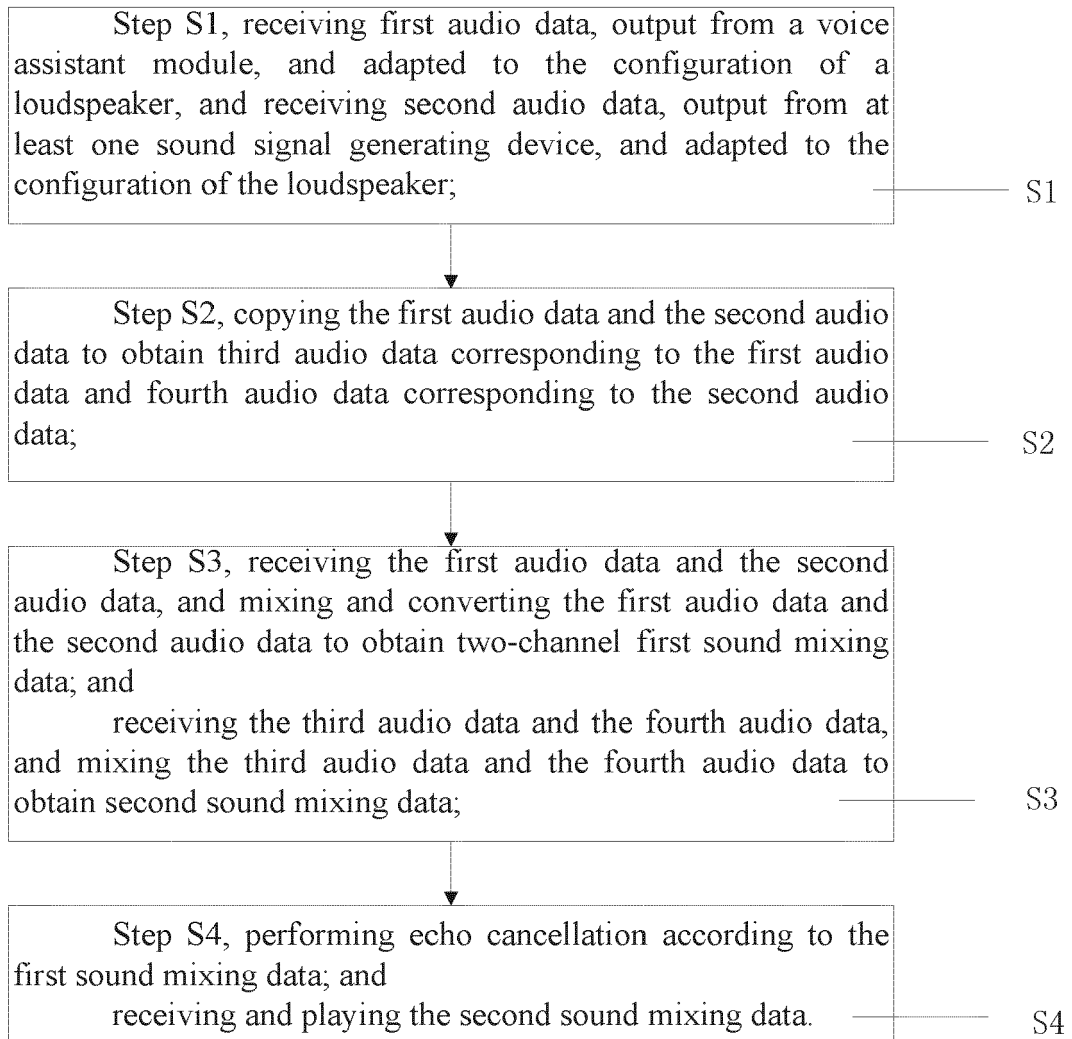 Step S1, receiving first audio data, output from a voice
assistant module, and adapted to the configuration of a
loudspeaker, and receiving second audio data, output from at
least one sound signal generating device, and adapted to the
configuration of the loudspeaker;
S1
Step S2, copying the first audio data and the second audio
data to obtain third audio data corresponding to the first audio
data and fourth audio data corresponding to the second audio
data;
S2
Step S3, receiving the first audio data and the second
audio data, and mixing and converting the first audio data and
the second audio data to obtain two-channel first sound mixing
data; and
receiving the third audio data and the fourth audio data,
and mixing the third audio data and the fourth audio data to
obtain second sound mixing data;
S3
Step S4, performing echo cancellation according to the
first sound mixing data; and
receiving and playing the second sound mixing data.
S4